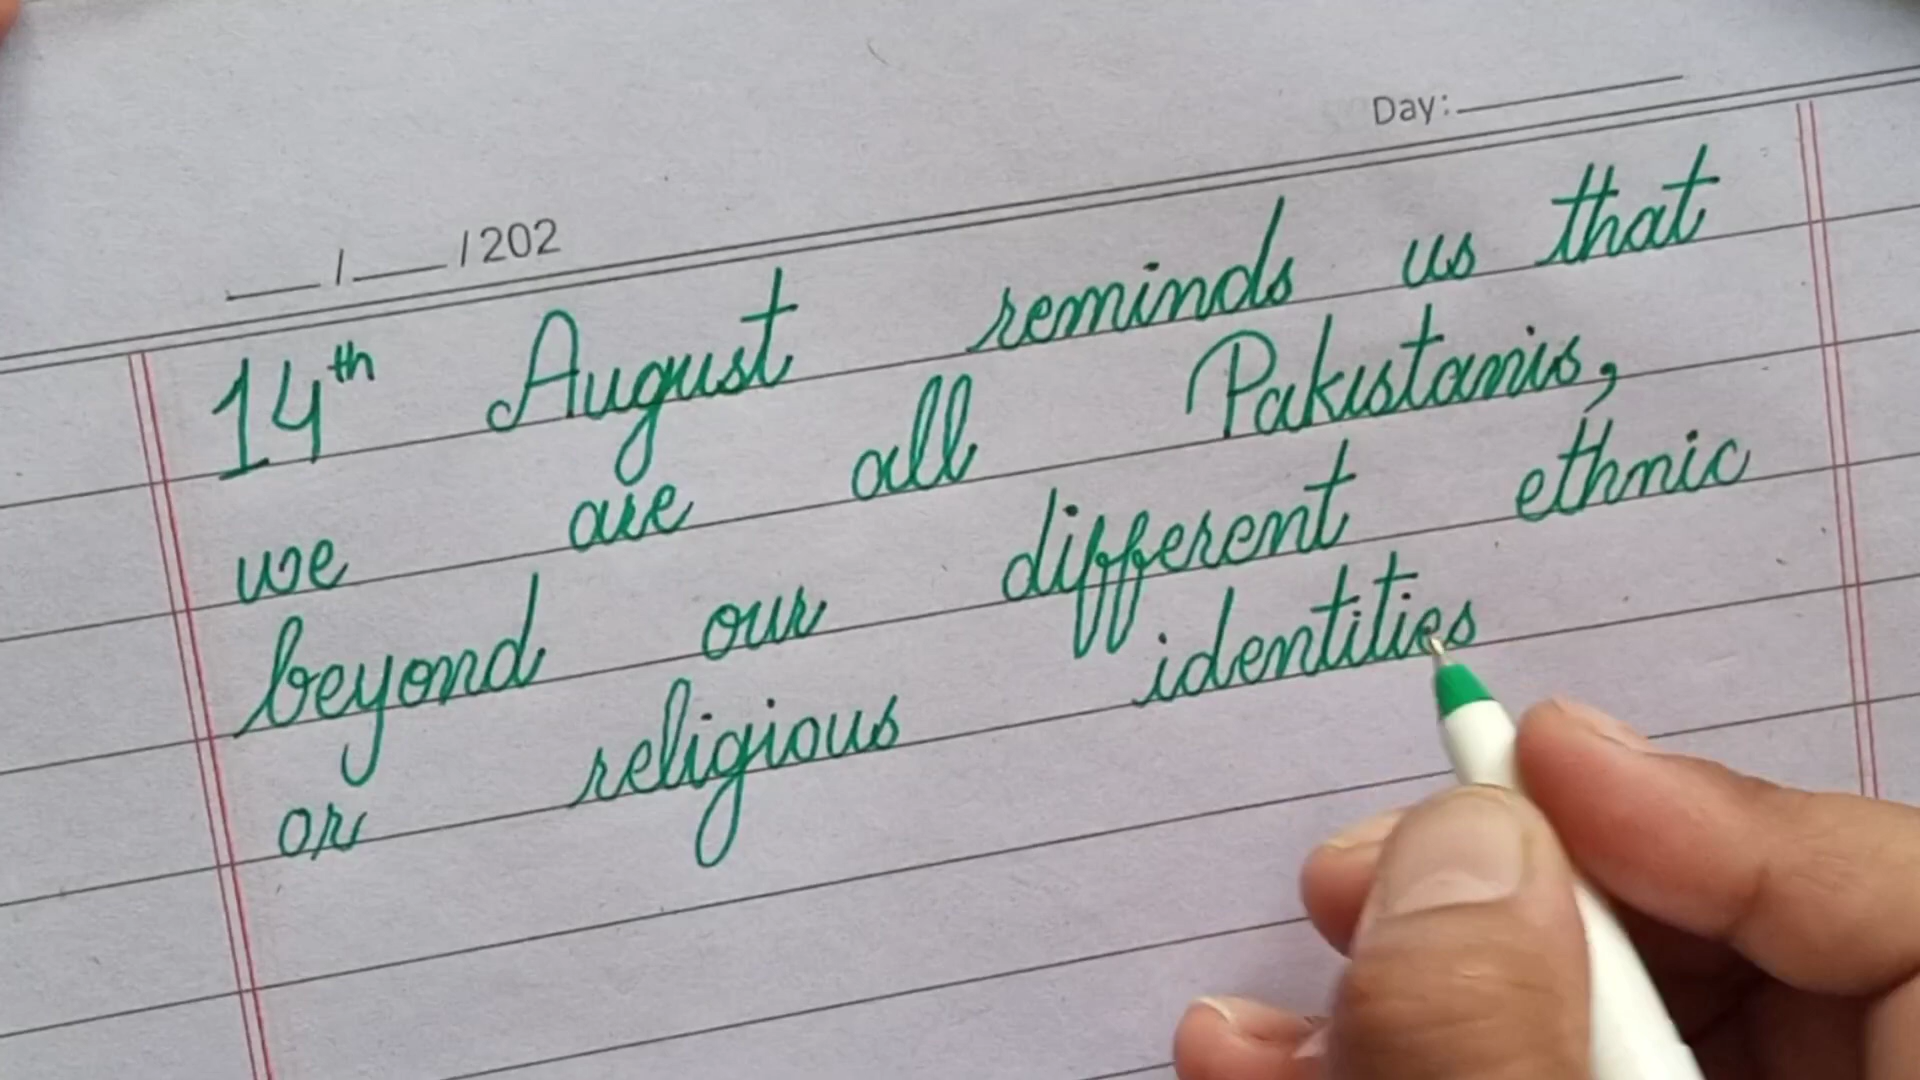 Day:
/ / 202
14th August reminds us that
we are all Pakistanis,
beyond our different ethnic
or religious identities